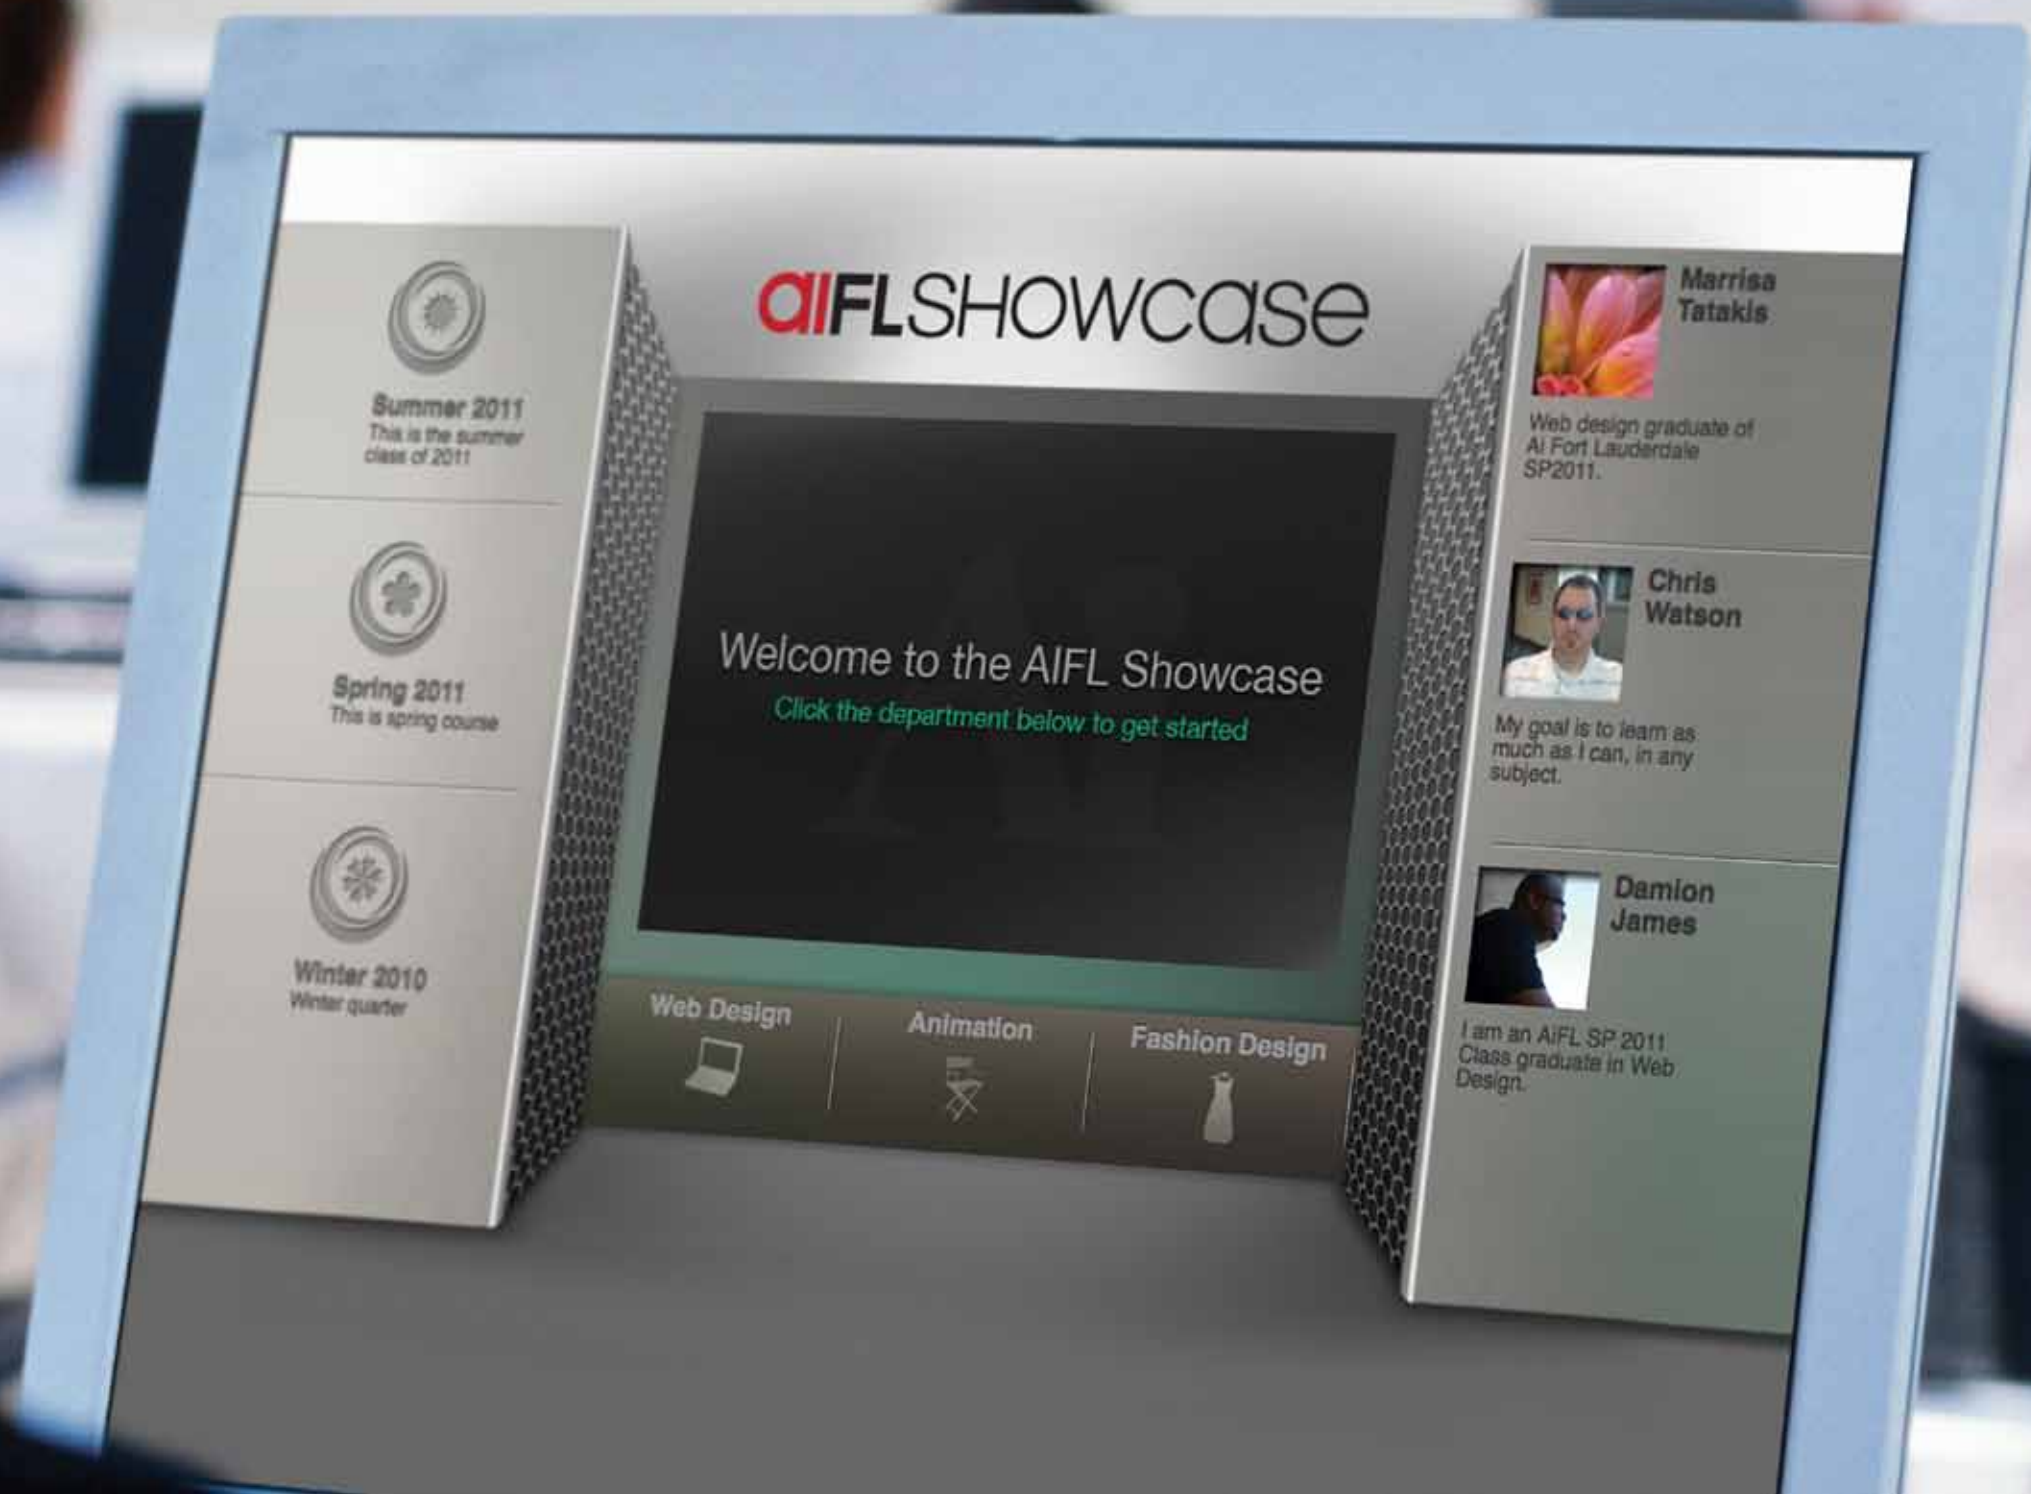 aiFLSHOWcase
Summer 2011
This is the summer
class of 2011
Spring 2011
This is spring course
Winter 2010
Winter quarter
Ai
Welcome to the AIFL Showcase
Click the department below to get started
Web Design
Animation
Fashion Design
Marrisa
Tatakis
Web design graduate of
Ai Fort Lauderdale
SP2011.
Chris
Watson
My goal is to learn as
much as I can, in any
subject.
Damion
James
I am an AiFL SP 2011
Class graduate in Web
Design.